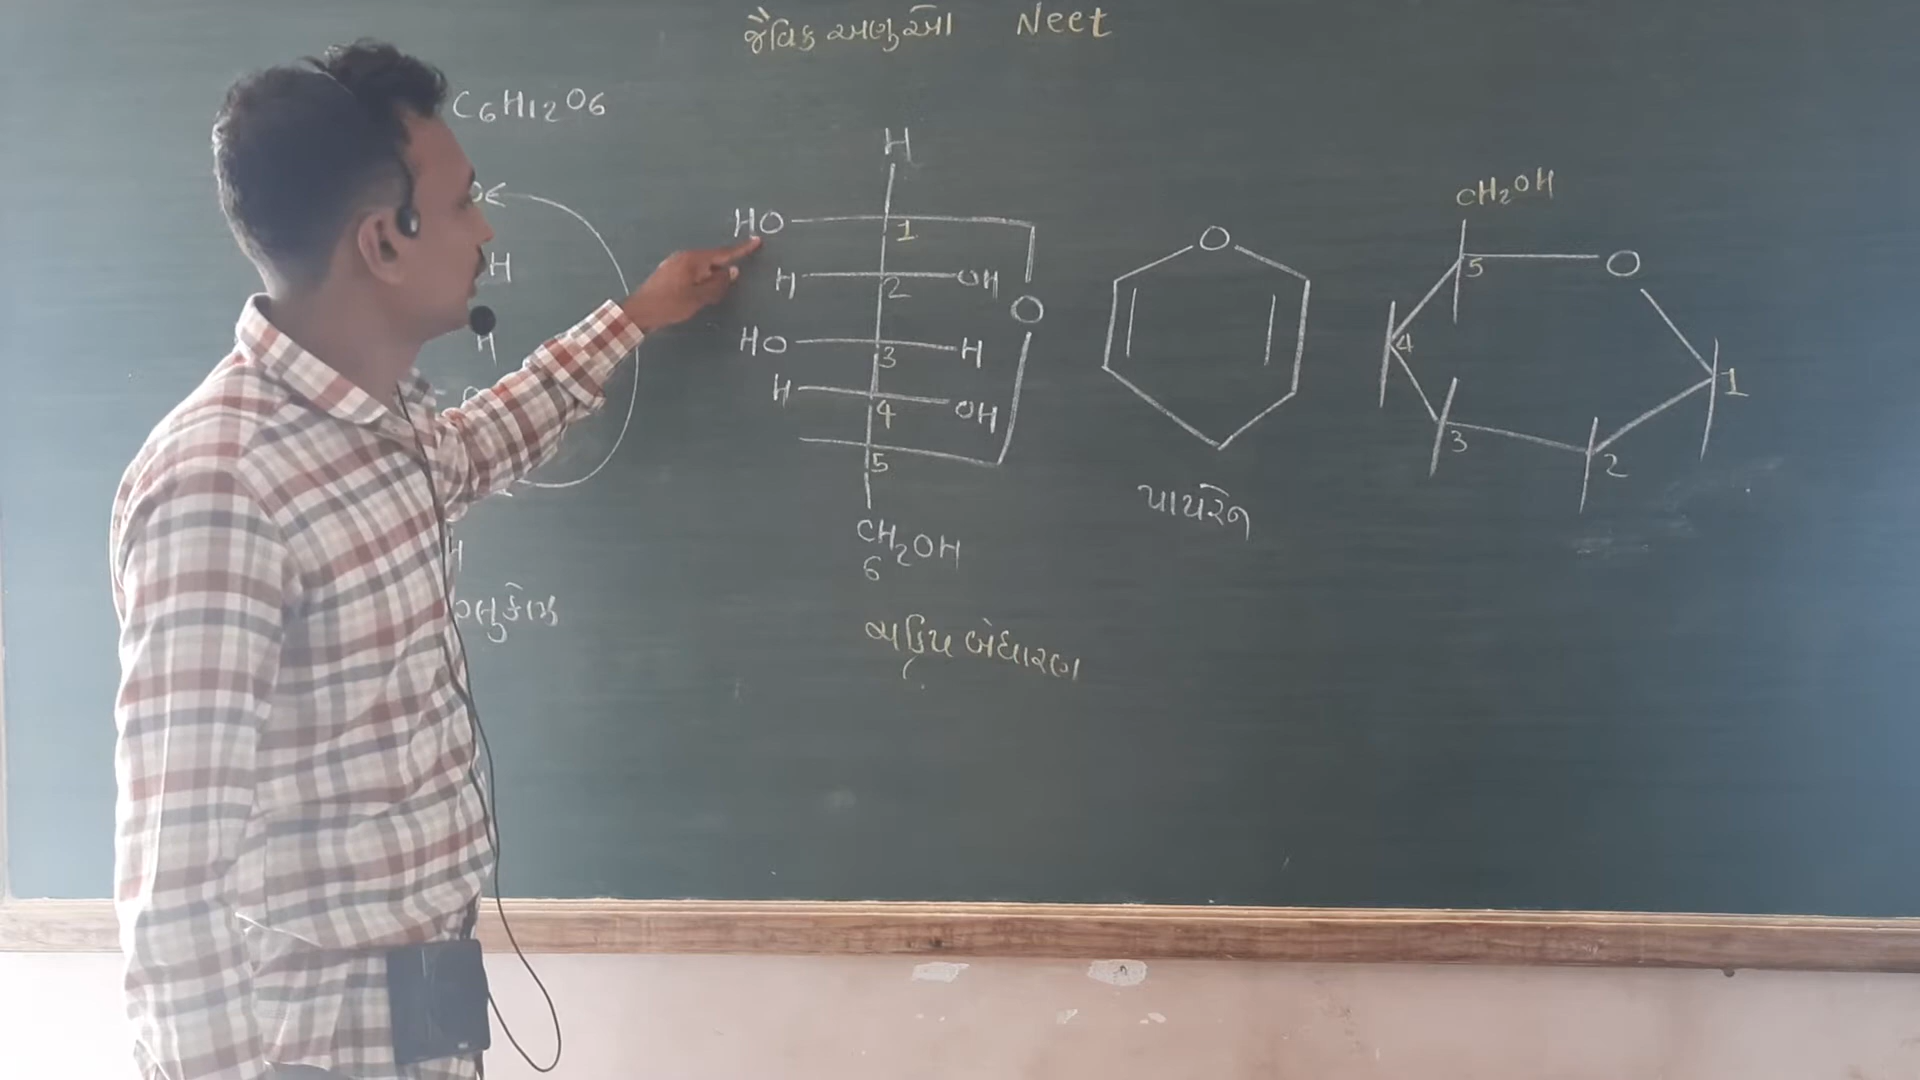 જૈવિક અણુઓ Neet
C6H12O6
H
H
H
ગ્લુકોઝ
H
HO 1
H 2 OH
O
HO 3 H
H 4 OH
5
CH2OH
6
ચક્રિય બંધારણ
O
પાયરેન
CH2OH
5 O
4
1
3
2